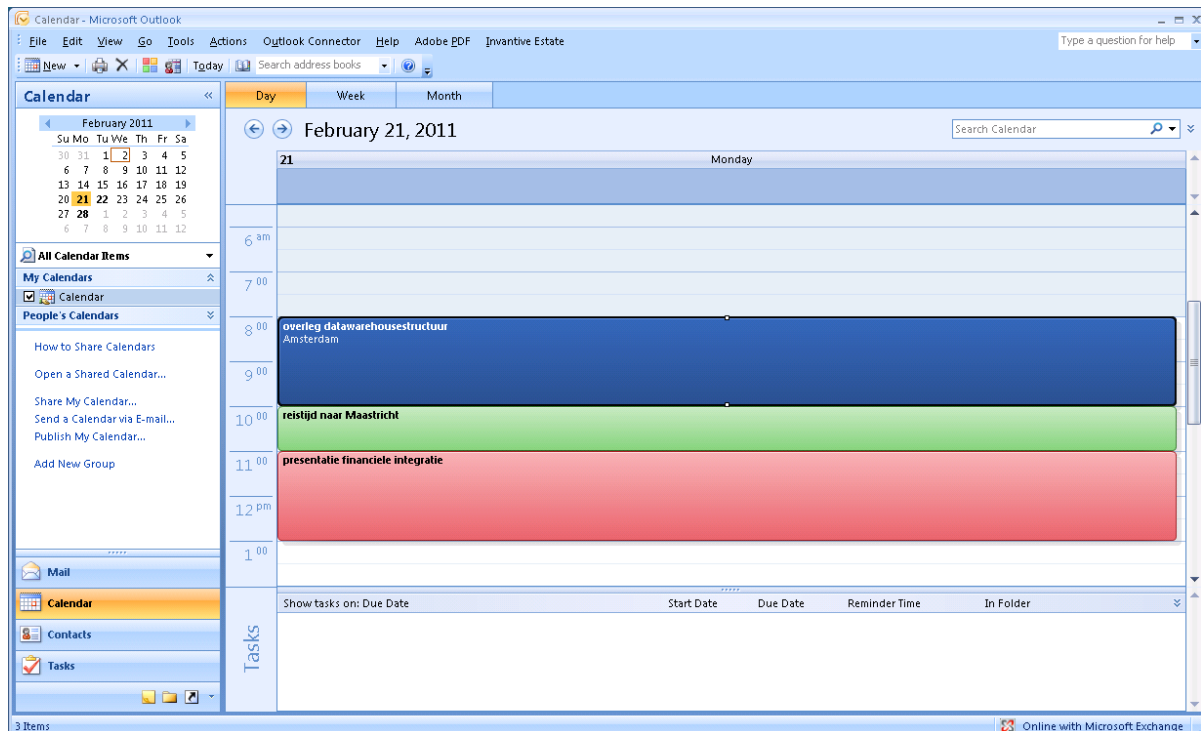 Calendar - Microsoft Outlook
File Edit View Go Tools Actions Outlook Connector Help Adobe PDF Invantive Estate
Type a question for help
New Today Search address books
Calendar
«
February 2011
Su Mo Tu We Th Fr Sa
30 31 1 2 3 4 5
6 7 8 9 10 11 12
13 14 15 16 17 18 19
20 21 22 23 24 25 26
27 28 1 2 3 4 5
6 7 8 9 10 11 12
All Calendar Items
My Calendars
Calendar
People's Calendars
How to Share Calendars
Open a Shared Calendar...
Share My Calendar...
Send a Calendar via E-mail...
Publish My Calendar...
Add New Group
Mail
Calendar
Contacts
Tasks
Day Week Month
February 21, 2011
Search Calendar
21 Monday
6 am
7 00
8 00
overleg datawarehousestructuur
Amsterdam
9 00
10 00
reistijd naar Maastricht
11 00
presentatie financiele integratie
12 pm
1 00
Tasks
Show tasks on: Due Date Start Date Due Date Reminder Time In Folder
3 Items
Online with Microsoft Exchange